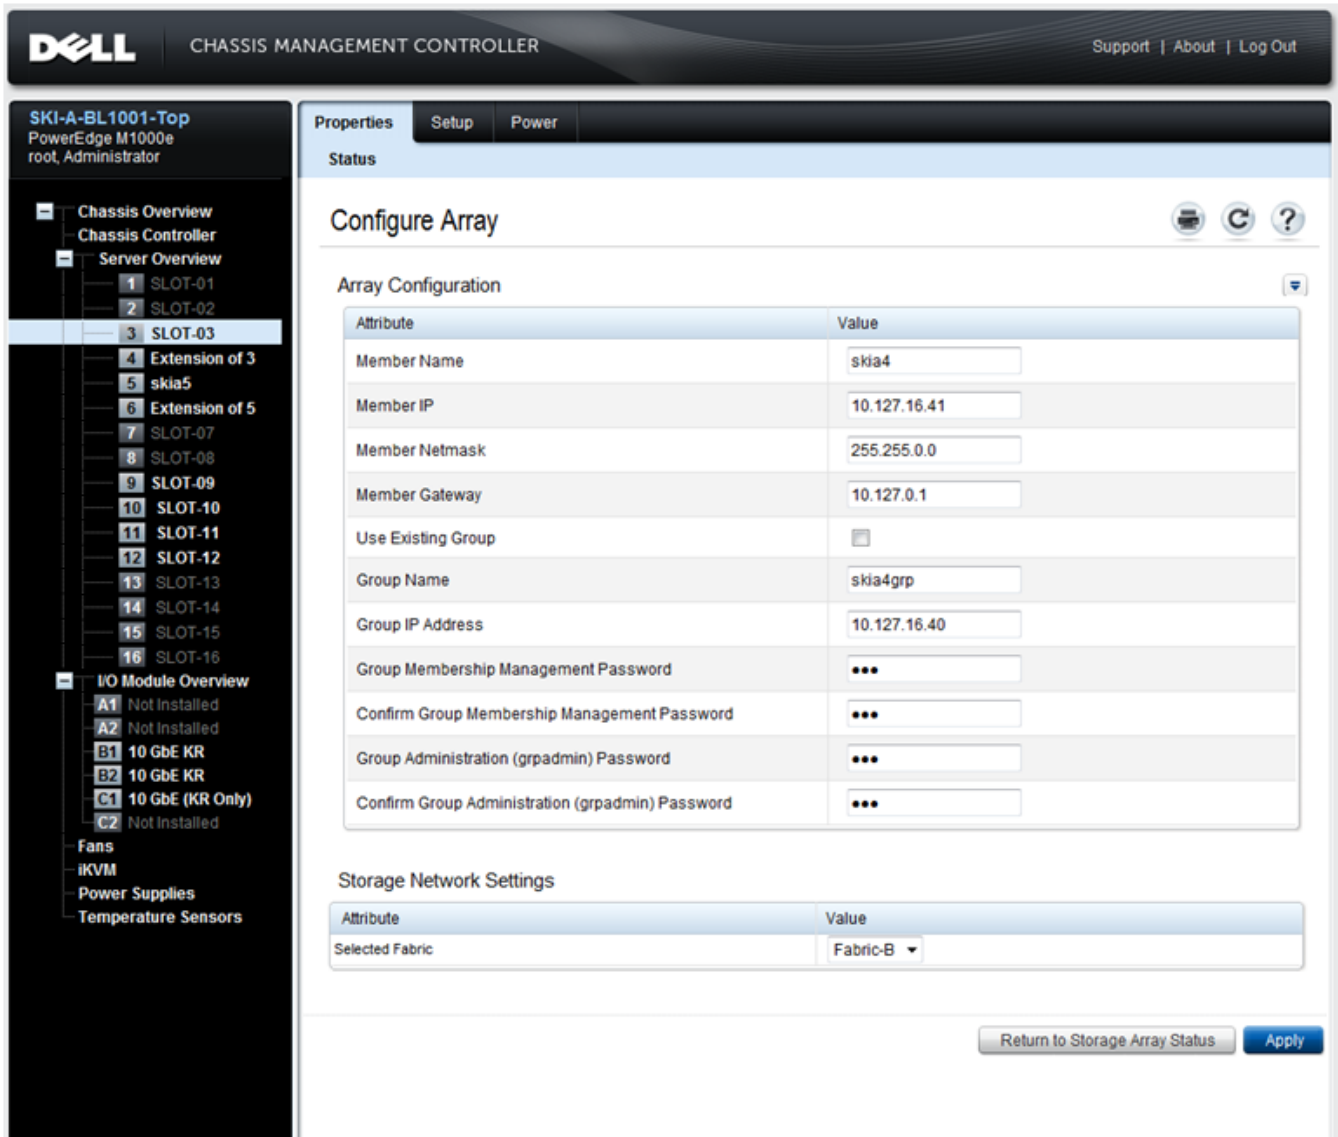 DELL CHASSIS MANAGEMENT CONTROLLER Support | About | Log Out
SKI-A-BL1001-Top
PowerEdge M1000e
root, Administrator
Chassis Overview
Chassis Controller
Server Overview
1 SLOT-01
2 SLOT-02
3 SLOT-03
4 Extension of 3
5 skia5
6 Extension of 5
7 SLOT-07
8 SLOT-08
9 SLOT-09
10 SLOT-10
11 SLOT-11
12 SLOT-12
13 SLOT-13
14 SLOT-14
15 SLOT-15
16 SLOT-16
I/O Module Overview
A1 Not Installed
A2 Not Installed
B1 10 GbE KR
B2 10 GbE KR
C1 10 GbE (KR Only)
C2 Not Installed
Fans
iKVM
Power Supplies
Temperature Sensors
Properties Setup Power
Status
Configure Array
Array Configuration
Attribute Value
Member Name skia4
Member IP 10.127.16.41
Member Netmask 255.255.0.0
Member Gateway 10.127.0.1
Use Existing Group
Group Name skia4grp
Group IP Address 10.127.16.40
Group Membership Management Password •••
Confirm Group Membership Management Password •••
Group Administration (grpadmin) Password •••
Confirm Group Administration (grpadmin) Password •••
Storage Network Settings
Attribute Value
Selected Fabric Fabric-B
Return to Storage Array Status Apply